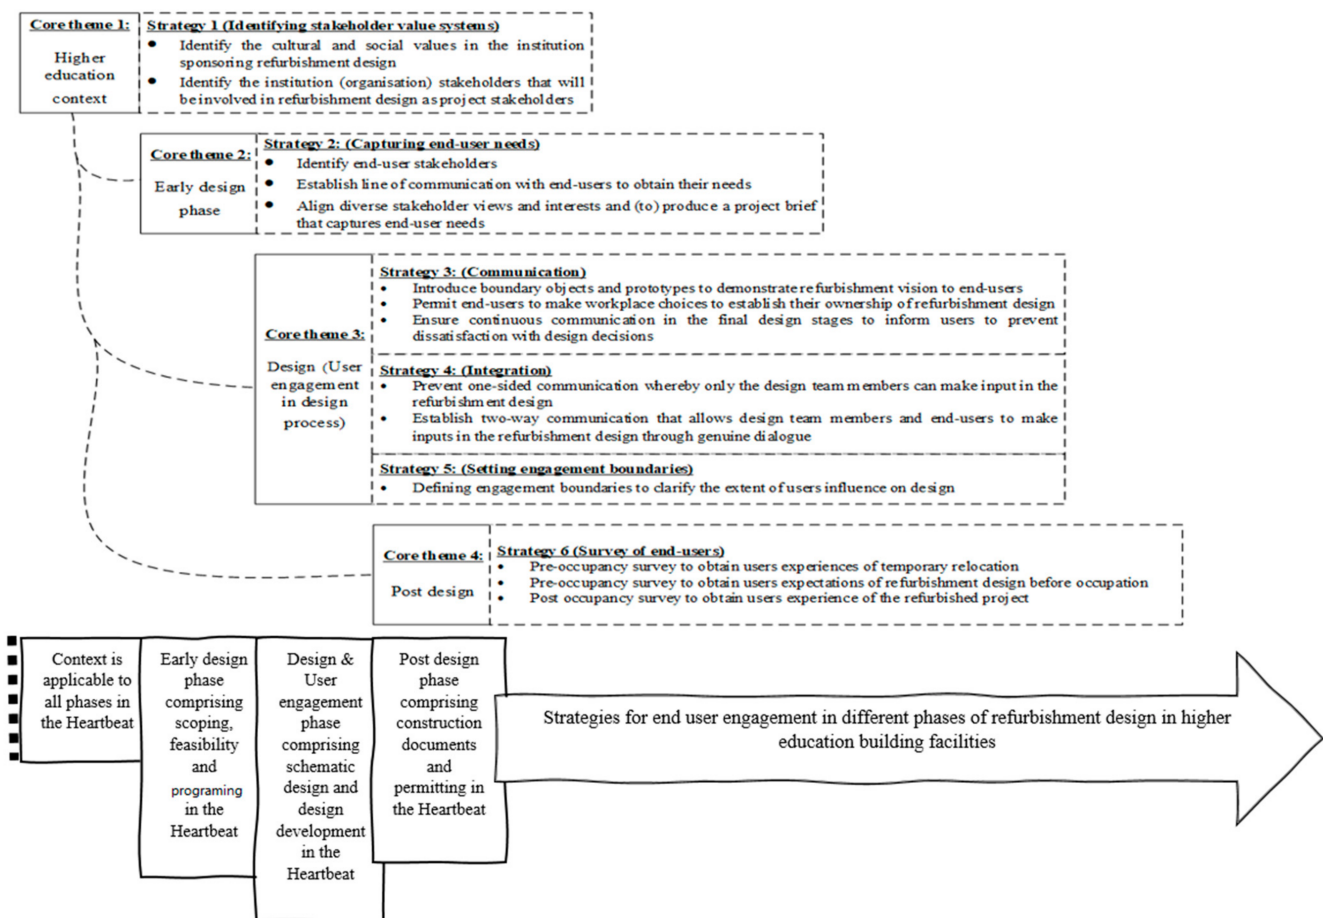 Core theme 1:
Higher
education
context
Strategy 1 (Identifying stakeholder value systems)
● Identify the cultural and social values in the institution
sponsoring refurbishment design
● Identify the institution (organisation) stakeholders that will
be involved in refurbishment design as project stakeholders
Core theme 2:
Early design
phase
Strategy 2: (Capturing end-user needs)
● Identify end-user stakeholders
● Establish line of communication with end-users to obtain their needs
● Align diverse stakeholder views and interests and (to) produce a project brief
that captures end-user needs
Core theme 3:
Design (User
engagement
in design
process)
Strategy 3: (Communication)
• Introduce boundary objects and prototypes to demonstrate refurbishment vision to end-users
• Permit end-users to make workplace choices to establish their ownership of refurbishment design
• Ensure continuous communication in the final design stages to inform users to prevent
dissatisfaction with design decisions
Strategy 4: (Integration)
• Prevent one-sided communication whereby only the design team members can make input in the
refurbishment design
• Establish two-way communication that allows design team members and end-users to make
inputs in the refurbishment design through genuine dialogue
Strategy 5: (Setting engagement boundaries)
• Defining engagement boundaries to clarify the extent of users influence on design
Core theme 4:
Post design
Strategy 6 (Survey of end-users)
• Pre-occupancy survey to obtain users experiences of temporary relocation
• Pre-occupancy survey to obtain users expectations of refurbishment design before occupation
• Post occupancy survey to obtain users experience of the refurbished project
Context is
applicable to
all phases in
the Heartbeat
Early design
phase
comprising
scoping,
feasibility
and
programing
in the
Heartbeat
Design &
User
engagement
phase
comprising
schematic
design and
design
development
in the
Heartbeat
Post design
phase
comprising
construction
documents
and
permitting in
the Heartbeat
Strategies for end user engagement in different phases of refurbishment design in higher
education building facilities